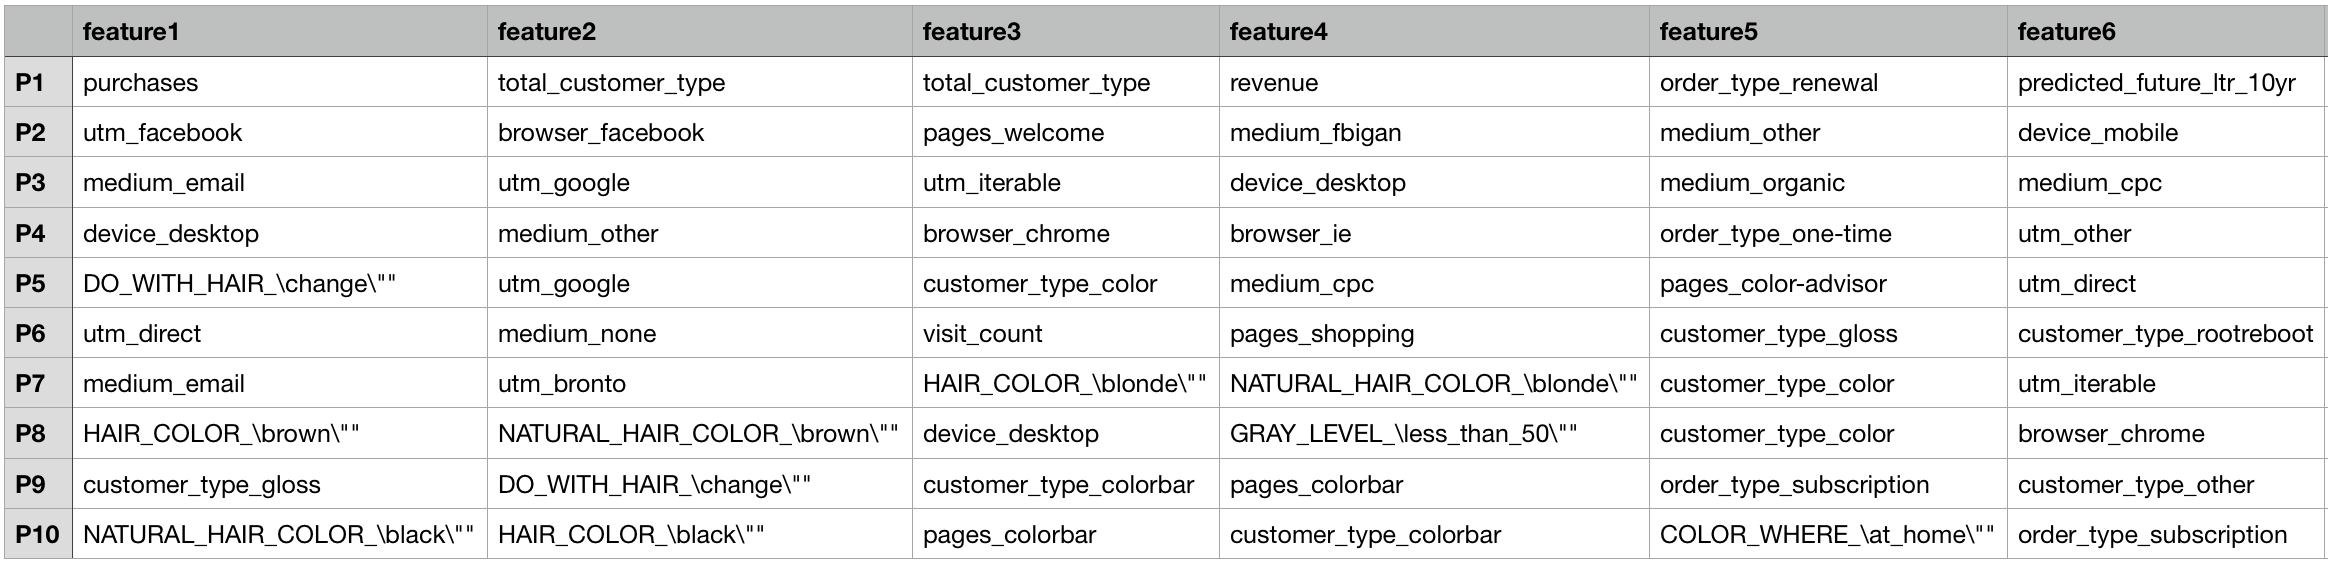 feature1 feature2 feature3 feature4 feature5 feature6
P1 purchases total_customer_type total_customer_type revenue order_type_renewal predicted_future_ltr_10yr
P2 utm_facebook browser_facebook pages_welcome medium_fbigan medium_other device_mobile
P3 medium_email utm_google utm_iterable device_desktop medium_organic medium_cpc
P4 device_desktop medium_other browser_chrome browser_ie order_type_one-time utm_other
P5 DO_WITH_HAIR_\change\"" utm_google customer_type_color medium_cpc pages_color-advisor utm_direct
P6 utm_direct medium_none visit_count pages_shopping customer_type_gloss customer_type_rootreboot
P7 medium_email utm_bronto HAIR_COLOR_\blonde\"" NATURAL_HAIR_COLOR_\blonde\"" customer_type_color utm_iterable
P8 HAIR_COLOR_\brown\"" NATURAL_HAIR_COLOR_\brown\"" device_desktop GRAY_LEVEL_\less_than_50\"" customer_type_color browser_chrome
P9 customer_type_gloss DO_WITH_HAIR_\change\"" customer_type_colorbar pages_colorbar order_type_subscription customer_type_other
P10 NATURAL_HAIR_COLOR_\black\"" HAIR_COLOR_\black\"" pages_colorbar customer_type_colorbar COLOR_WHERE_\at_home\"" order_type_subscription